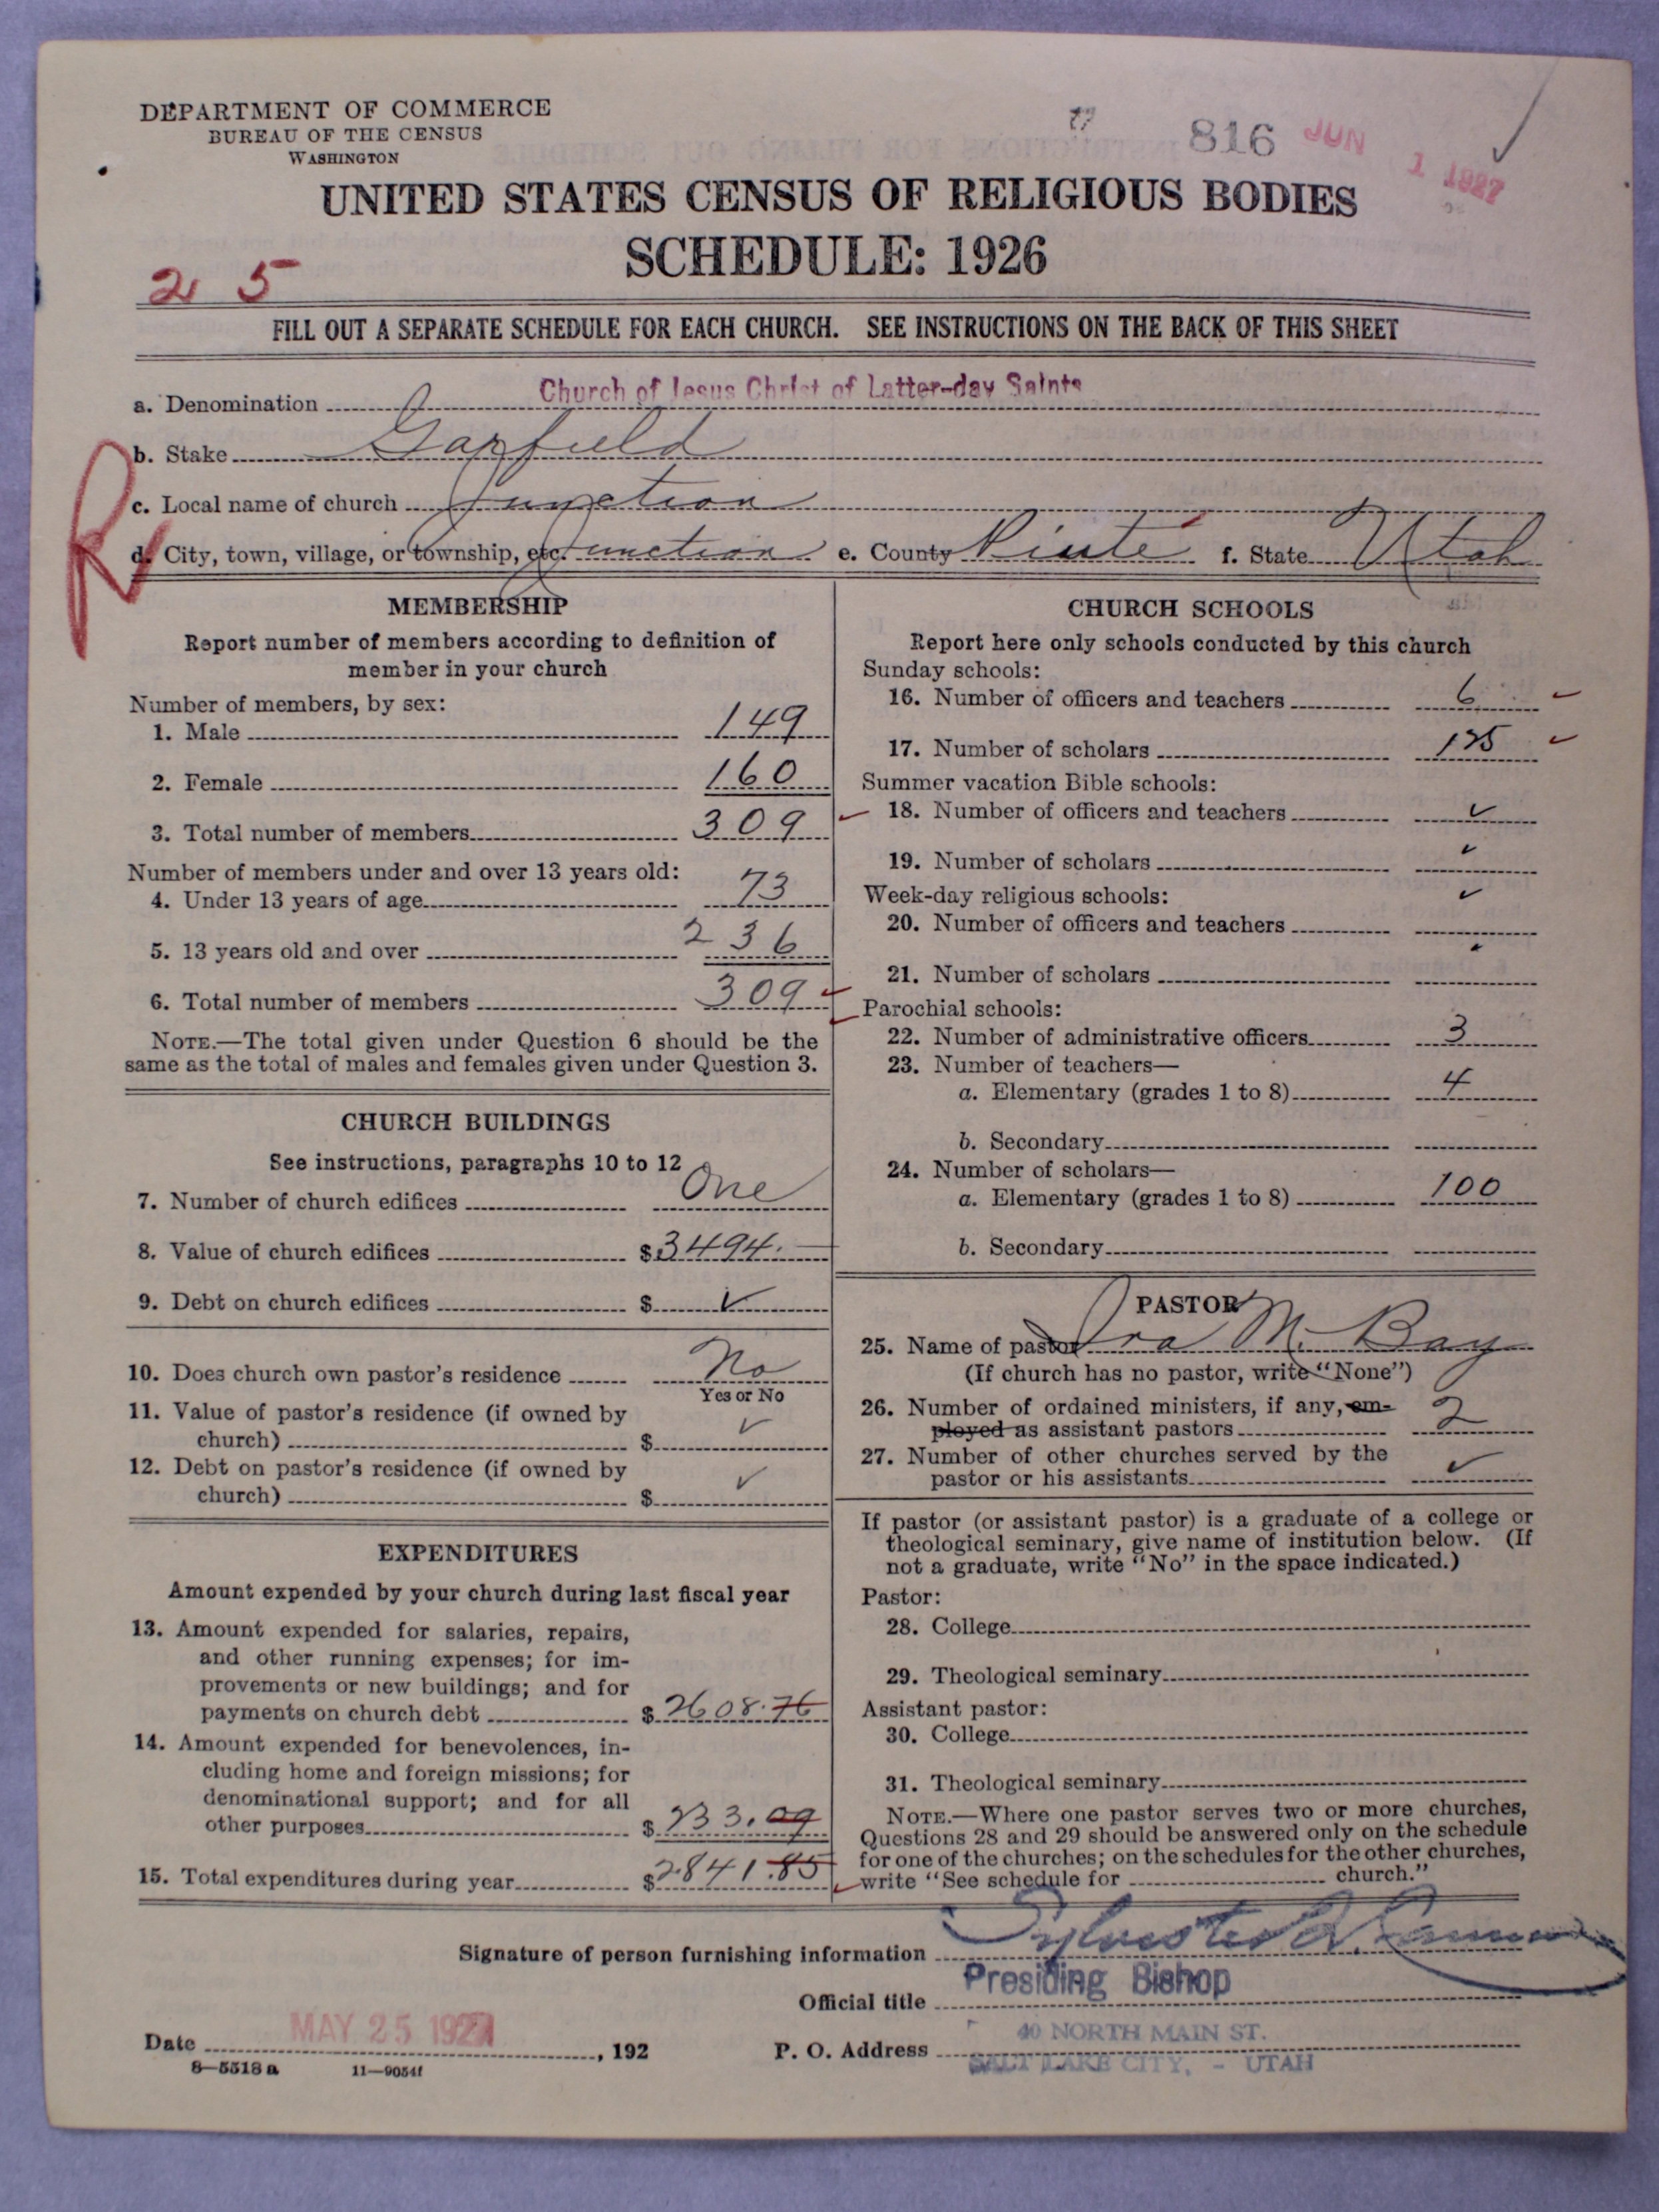 DEPARTMENT OF COMMERCE
BUREAU OF THE CENSUS
WASHINGTON
816 JUN 1 1927
UNITED STATES CENSUS OF RELIGIOUS BODIES
SCHEDULE: 1926
2 5
FILL OUT A SEPARATE SCHEDULE FOR EACH CHURCH. SEE INSTRUCTIONS ON THE BACK OF THIS SHEET
a. Denomination Church of Jesus Christ of Latter-day Saints
b. Stake Garfield
c. Local name of church Junction
R
d. City, town, village, or township, etc. Junction e. County Piute f. State Utah
MEMBERSHIP
Report number of members according to definition of
member in your church
Number of members, by sex:
1. Male 149
2. Female 160
3. Total number of members 309
Number of members under and over 13 years old:
4. Under 13 years of age 73
5. 13 years old and over 236
6. Total number of members 309
NOTE.—The total given under Question 6 should be the
same as the total of males and females given under Question 3.
CHURCH BUILDINGS
See instructions, paragraphs 10 to 12
7. Number of church edifices One
8. Value of church edifices $3494.—
9. Debt on church edifices $ ✓
10. Does church own pastor's residence No
Yes or No
11. Value of pastor's residence (if owned by
church) $ ✓
12. Debt on pastor's residence (if owned by
church) $ ✓
EXPENDITURES
Amount expended by your church during last fiscal year
13. Amount expended for salaries, repairs,
and other running expenses; for im-
provements or new buildings; and for
payments on church debt $2608.76
14. Amount expended for benevolences, in-
cluding home and foreign missions; for
denominational support; and for all
other purposes $233.09
15. Total expenditures during year $2841.85
CHURCH SCHOOLS
Report here only schools conducted by this church
Sunday schools:
16. Number of officers and teachers 6
17. Number of scholars 125
Summer vacation Bible schools:
18. Number of officers and teachers ✓
19. Number of scholars ✓
Week-day religious schools: ✓
20. Number of officers and teachers
21. Number of scholars
Parochial schools:
22. Number of administrative officers 3
23. Number of teachers—
a. Elementary (grades 1 to 8) 4
b. Secondary
24. Number of scholars—
a. Elementary (grades 1 to 8) 100
b. Secondary
PASTOR
25. Name of pastor Ira M. Bay
(If church has no pastor, write "None")
26. Number of ordained ministers, if any, em-
ployed as assistant pastors 2
27. Number of other churches served by the
pastor or his assistants ✓
If pastor (or assistant pastor) is a graduate of a college or
theological seminary, give name of institution below. (If
not a graduate, write "No" in the space indicated.)
Pastor:
28. College
29. Theological seminary
Assistant pastor:
30. College
31. Theological seminary
NOTE.—Where one pastor serves two or more churches,
Questions 28 and 29 should be answered only on the schedule
for one of the churches; on the schedules for the other churches,
write "See schedule for church."
Signature of person furnishing information Sylvester Q. Cannon
Official title Presiding Bishop
Date MAY 25 1927, 192
P. O. Address 40 NORTH MAIN ST.
SALT LAKE CITY, - UTAH
8—5518 a 11—9054f